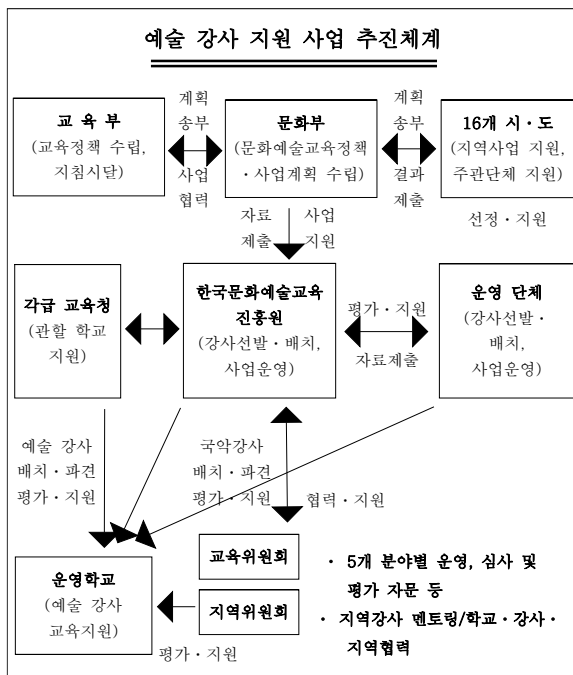 예술 강사 지원 사업 추진체계
교 육 부
(교육정책 수립,
지침시달)
계획
송부
사업
협력
문화부
(문화예술교육정책
·사업계획 수립)
계획
송부
결과
제출
16개 시·도
(지역사업 지원,
주관단체 지원)
자료
제출
사업
지원
선정·지원
각급 교육청
(관할 학교
지원)
한국문화예술교육
진흥원
(강사선발·배치,
사업운영)
평가·지원
자료제출
운영 단체
(강사선발·
배치,
사업운영)
예술 강사
배치·파견
평가·지원
국악강사
배치·파견
평가·지원
협력·지원
운영학교
(예술 강사
교육지원)
교육위원회
지역위원회
평가·지원
· 5개 분야별 운영, 심사 및
평가 자문 등
· 지역강사 멘토링/학교·강사·
지역협력